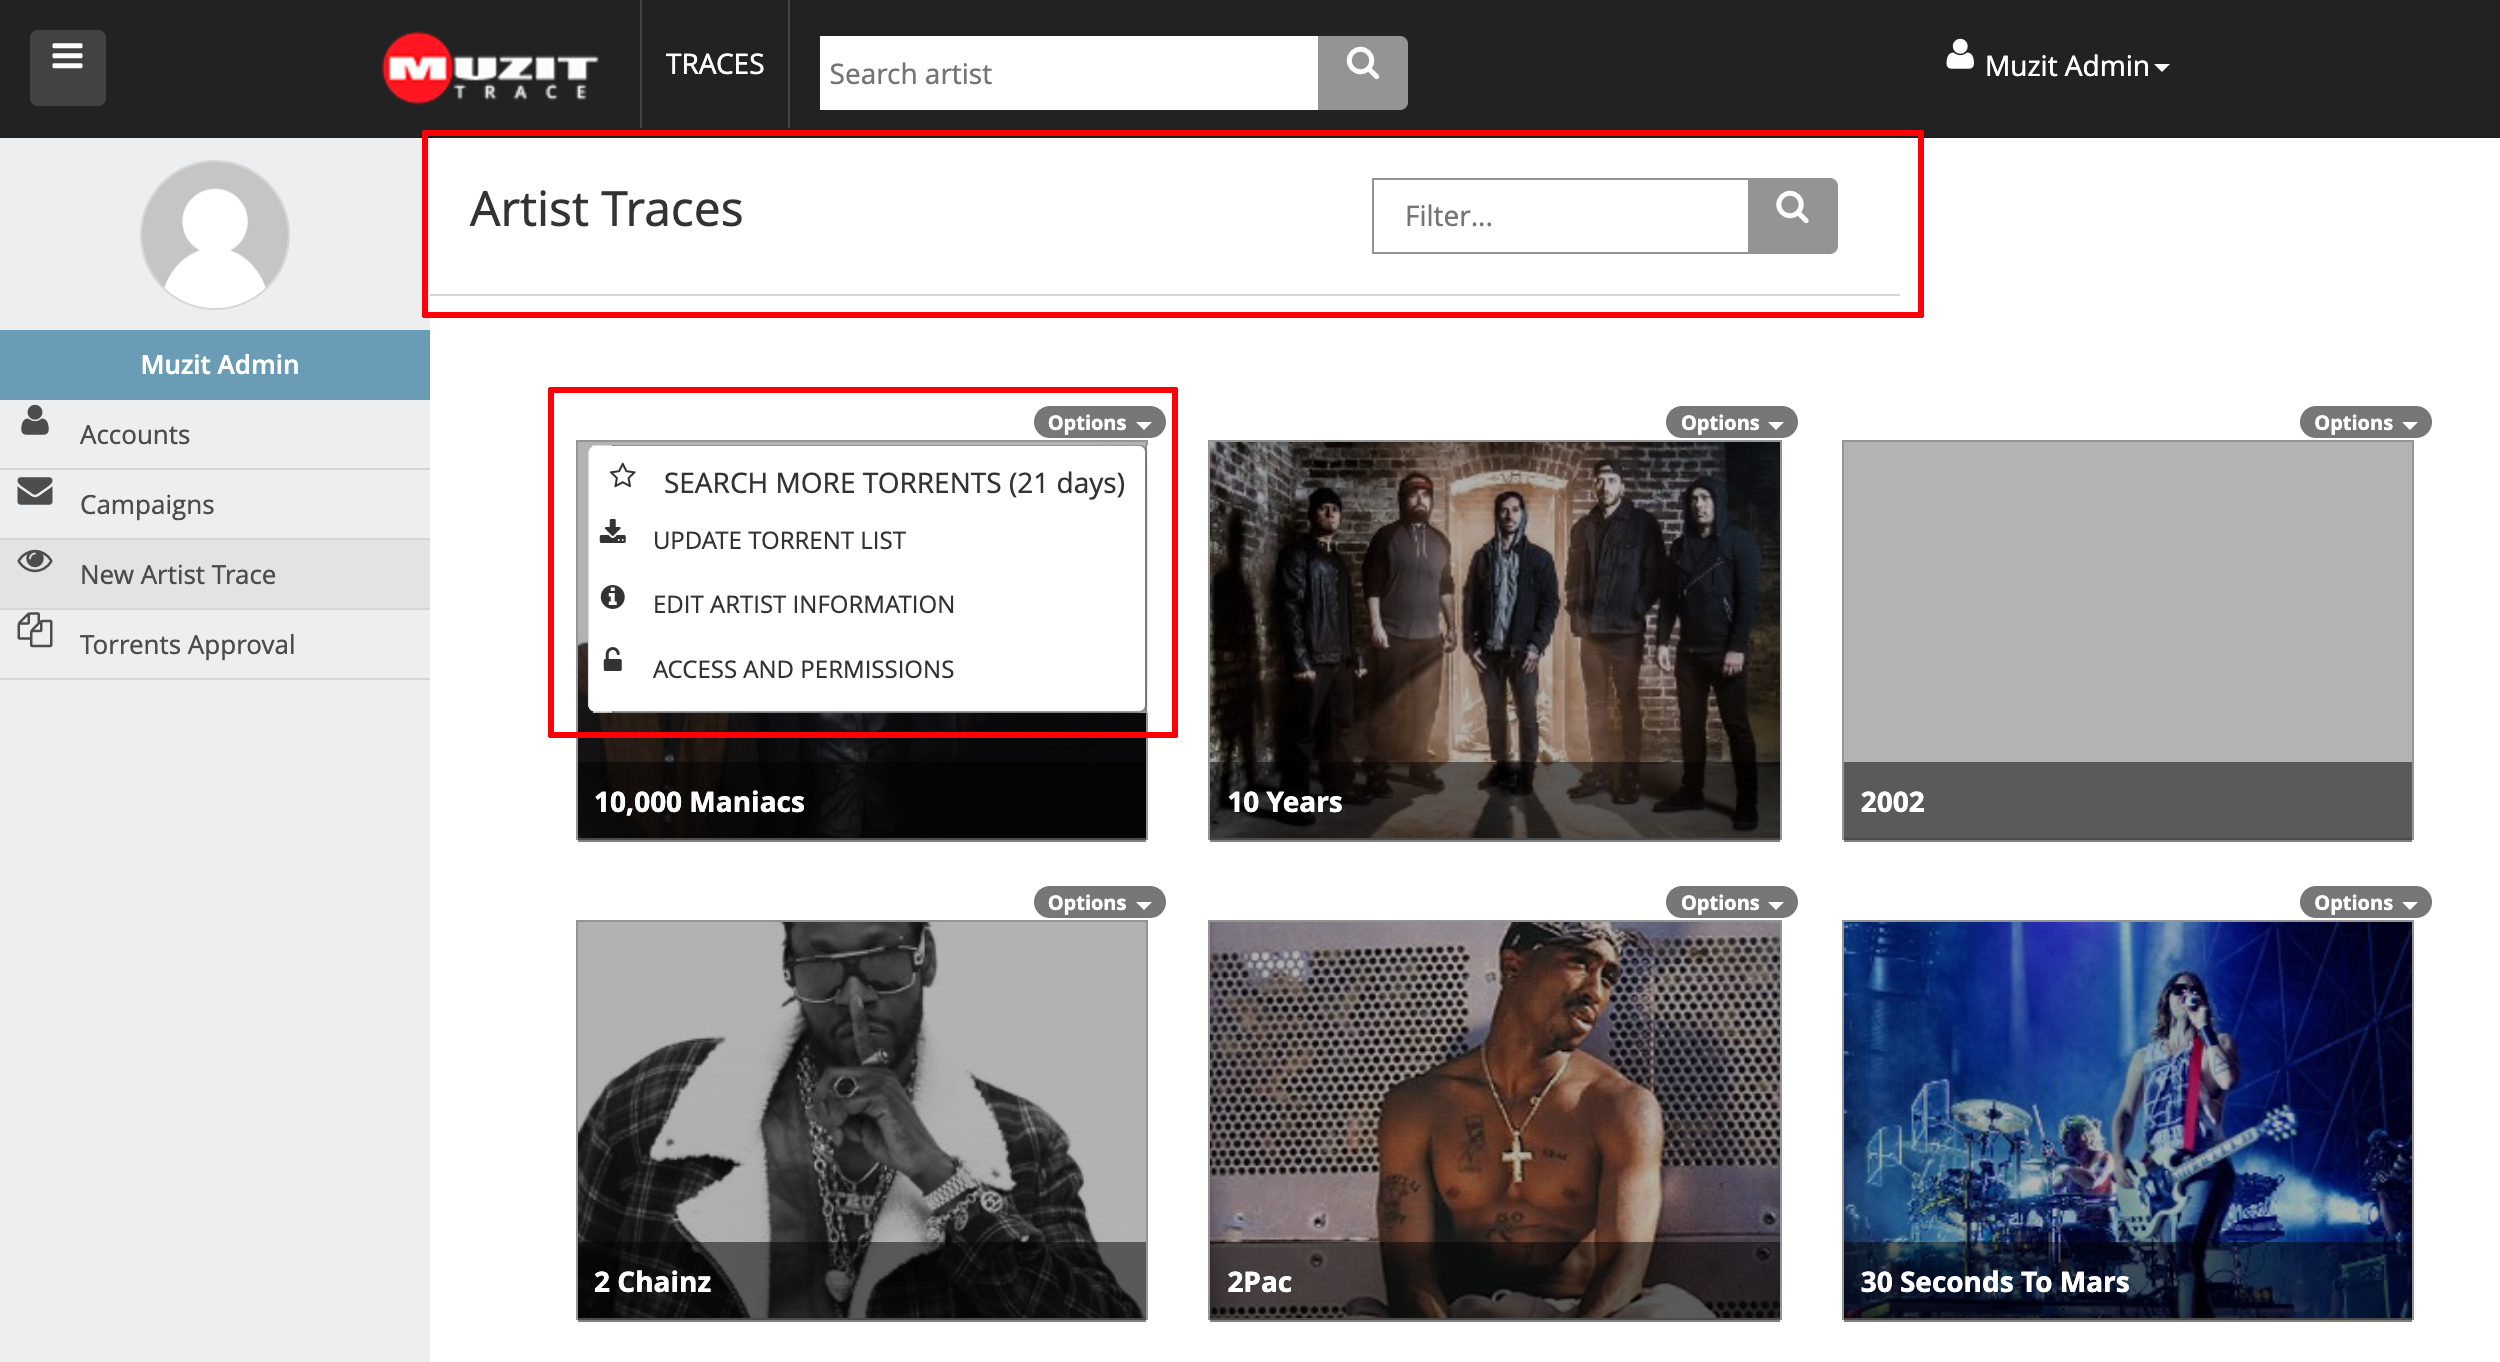 MUZIT
TRACE
TRACES
Search artist
Muzit Admin
Artist Traces
Filter...
Muzit Admin
Accounts
Campaigns
New Artist Trace
Torrents Approval
Options
SEARCH MORE TORRENTS (21 days)
UPDATE TORRENT LIST
EDIT ARTIST INFORMATION
ACCESS AND PERMISSIONS
10,000 Maniacs
Options
10 Years
Options
2002
Options
2 Chainz
Options
2Pac
Options
30 Seconds To Mars